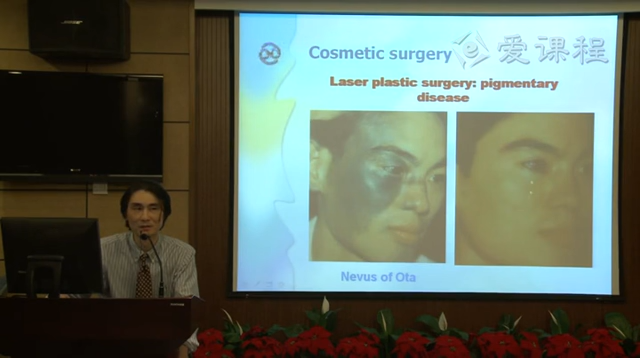 Cosmetic surgery
爱课程
Laser plastic surgery: pigmentary
disease
Nevus of Ota